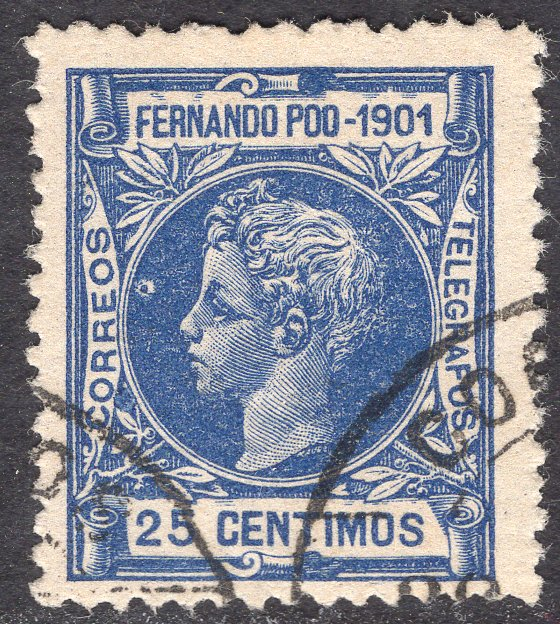 FERNANDO POO-1901
CORREOS
TELEGRAFOS
25 CENTIMOS